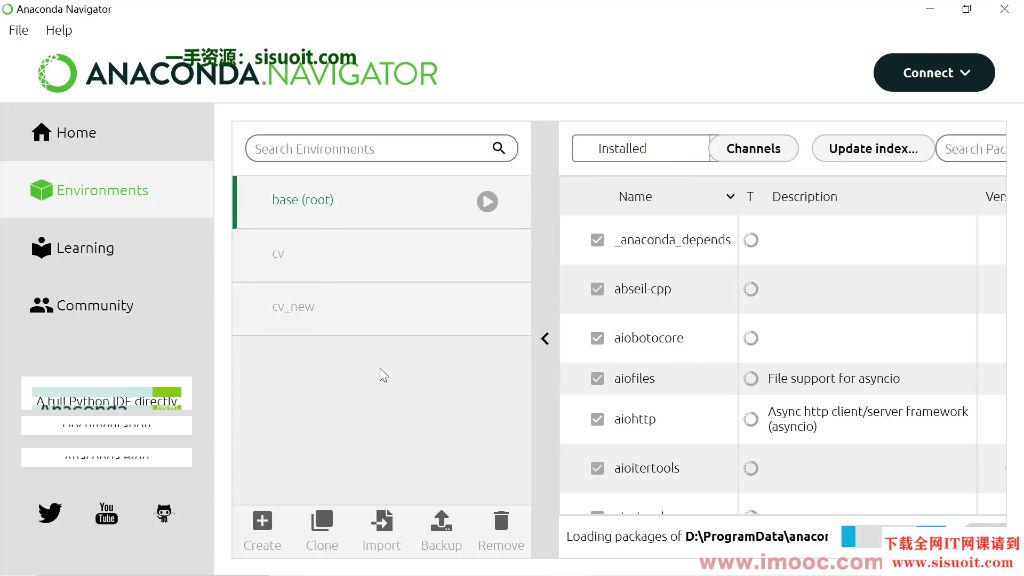 Anaconda Navigator
File Help
一手资源：sisuoit.com
ANACONDA.NAVIGATOR
Connect
Home
Environments
Learning
Community
A full Python IDE directly
Search Environments
base (root)
cv
cv_new
Create Clone Import Backup Remove
Installed Channels Update index... Search Pac
Name T Description Ver
_anaconda_depends
abseil-cpp
aiobotocore
aiofiles File support for asyncio
aiohttp Async http client/server framework
(asyncio)
aioitertools
Loading packages of D:\ProgramData\anacon
You
Tube
www.imooc.com
下载全网IT网课请到
www.sisuoit.com